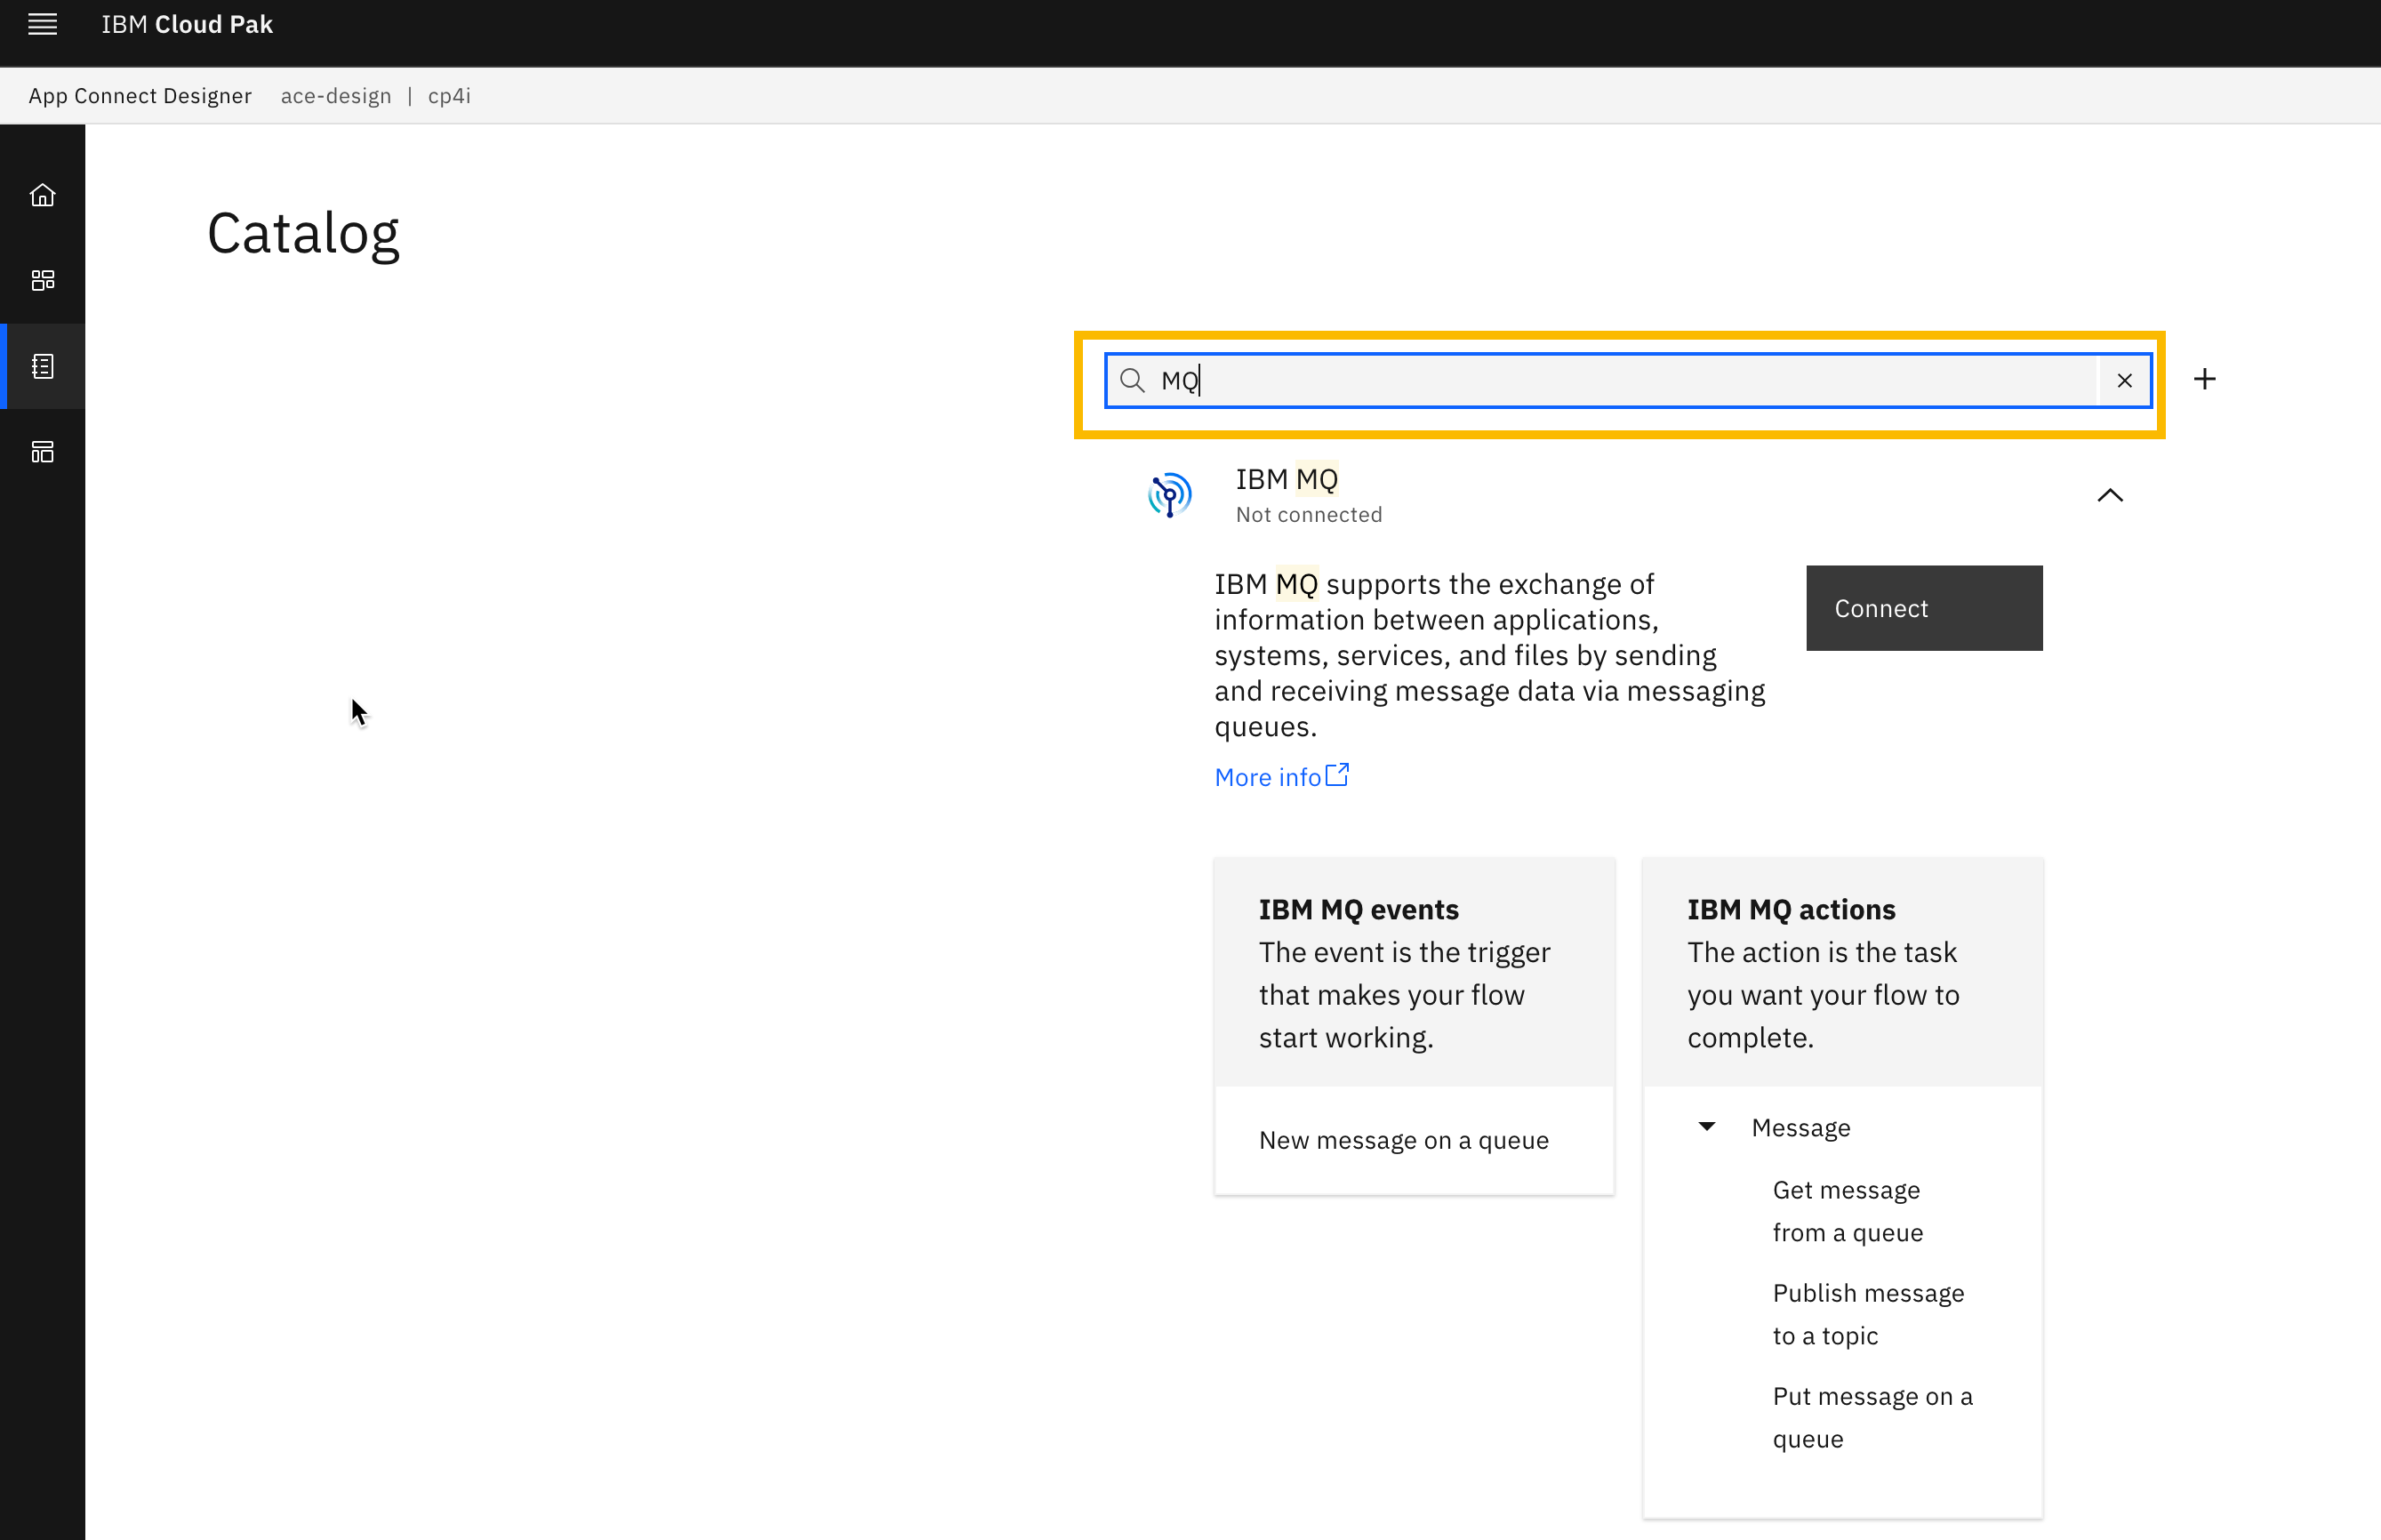 IBM Cloud Pak
App Connect Designer ace-design | cp4i
Catalog
MQ
IBM MQ
Not connected
IBM MQ supports the exchange of
information between applications,
systems, services, and files by sending
and receiving message data via messaging
queues.
Connect
More info
IBM MQ events
The event is the trigger
that makes your flow
start working.
New message on a queue
IBM MQ actions
The action is the task
you want your flow to
complete.
Message
Get message
from a queue
Publish message
to a topic
Put message on a
queue